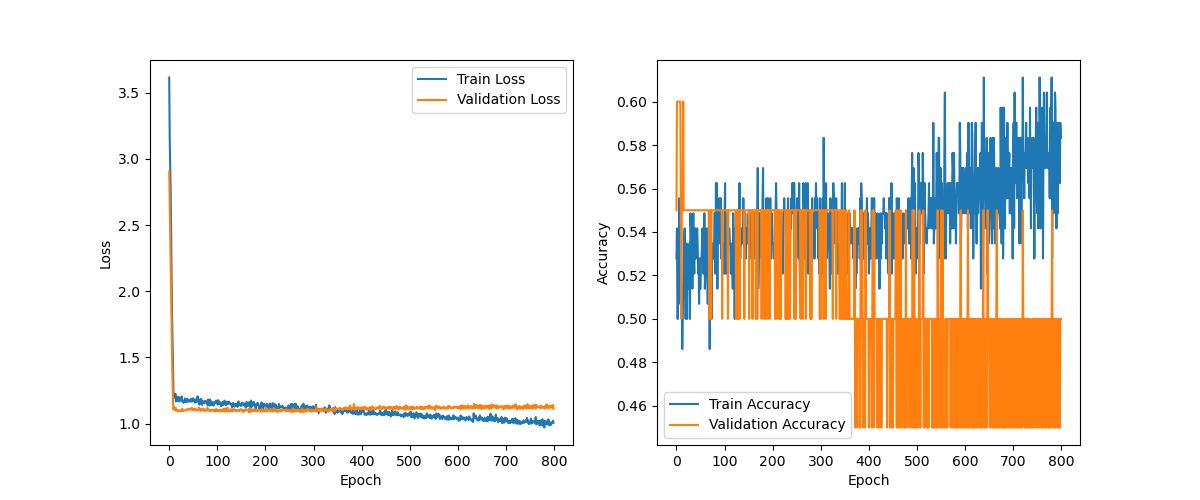 3.5
3.0
2.5
2.0
1.5
1.0
Loss
0 100 200 300 400 500 600 700 800
Epoch
Train Loss
Validation Loss
0.60
0.58
0.56
0.54
0.52
0.50
0.48
0.46
Accuracy
0 100 200 300 400 500 600 700 800
Epoch
Train Accuracy
Validation Accuracy